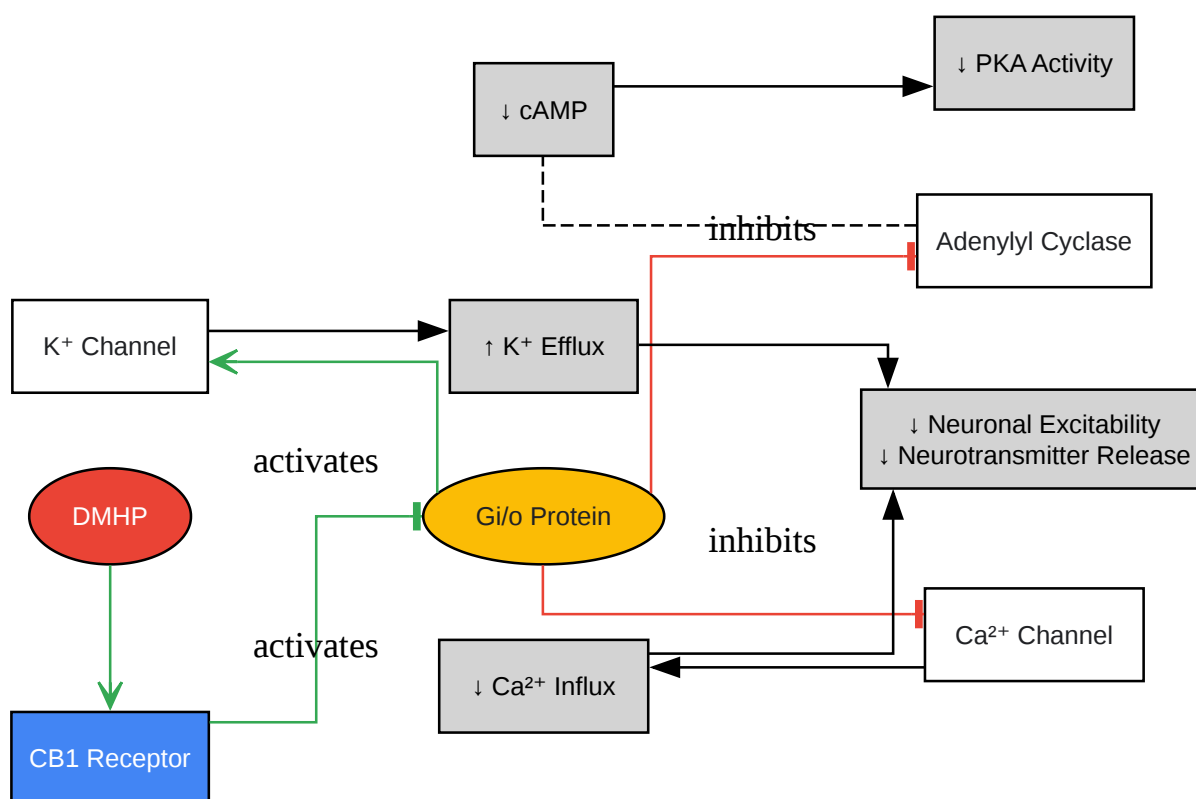 ↓ PKA Activity
↓ cAMP
inhibits
Adenylyl Cyclase
K⁺ Channel
↑ K⁺ Efflux
↓ Neuronal Excitability
↓ Neurotransmitter Release
activates
DMHP
Gi/o Protein
inhibits
activates
Ca²⁺ Channel
↓ Ca²⁺ Influx
CB1 Receptor